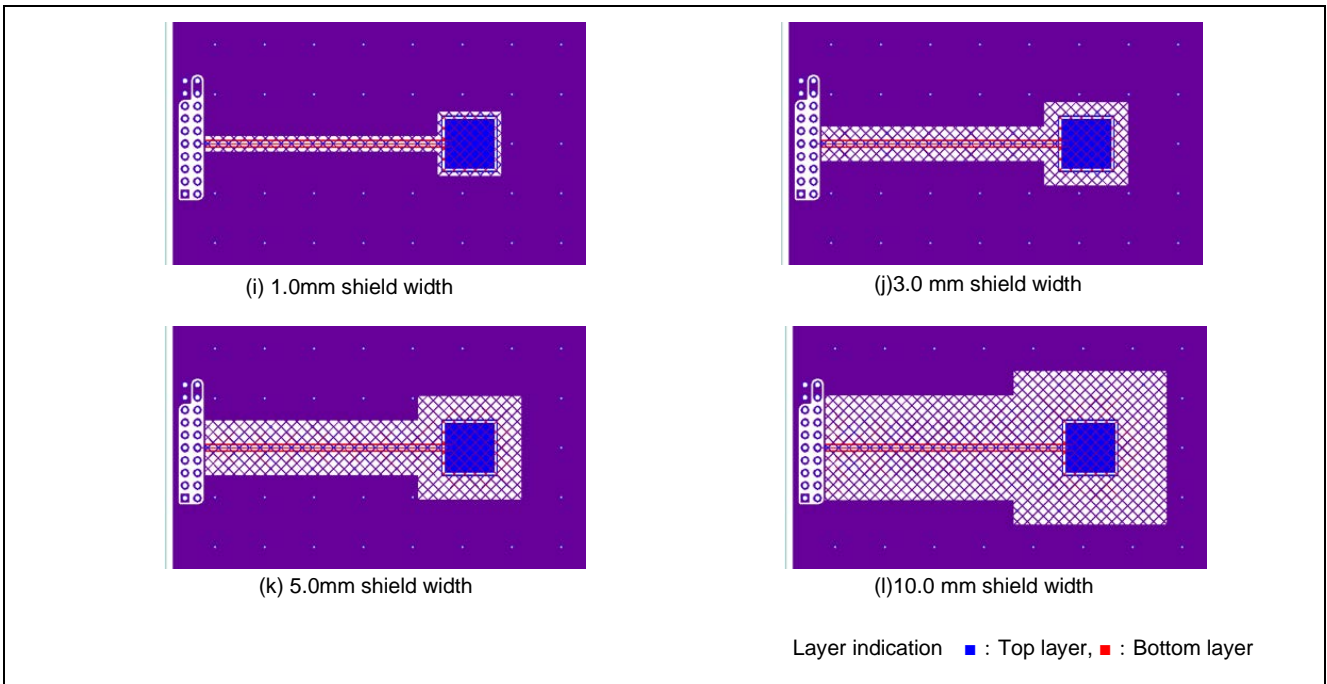 (i) 1.0mm shield width
(j)3.0 mm shield width
(k) 5.0mm shield width
(l)10.0 mm shield width
Layer indication ■ : Top layer, ■ : Bottom layer